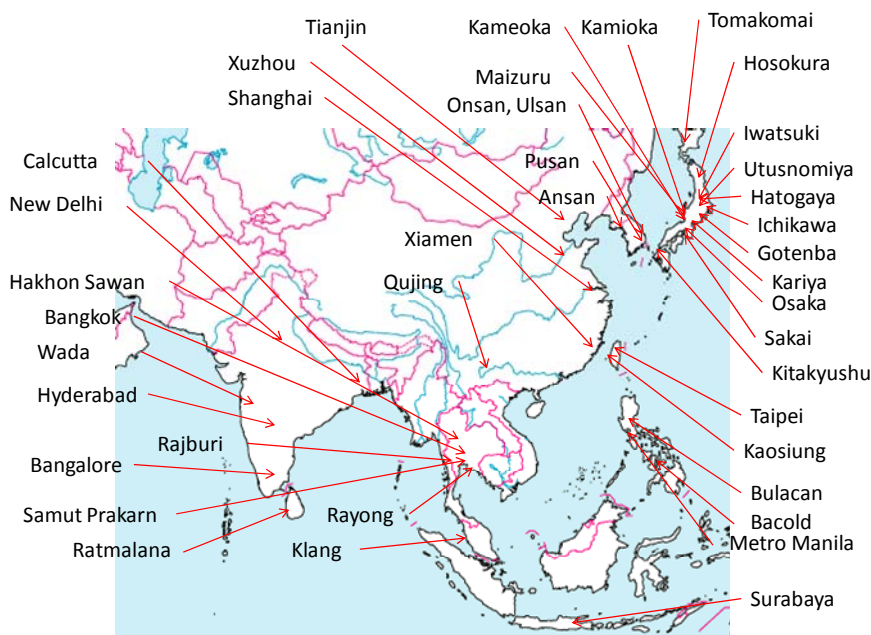 Tianjin
Kameoka
Kamioka
Tomakomai
Xuzhou
Maizuru
Hosokura
Shanghai
Onsan, Ulsan
Iwatsuki
Calcutta
Pusan
Utusnomiya
New Delhi
Ansan
Hatogaya
Xiamen
Ichikawa
Gotenba
Hakhon Sawan
Qujing
Kariya
Bangkok
Osaka
Wada
Sakai
Hyderabad
Kitakyushu
Taipei
Rajburi
Kaosiung
Bangalore
Bulacan
Samut Prakarn
Rayong
Bacold
Ratmalana
Klang
Metro Manila
Surabaya